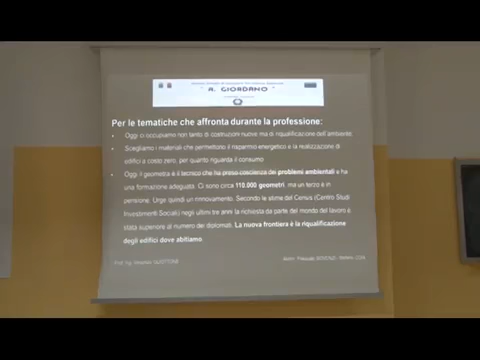 " A. GIORDANO "
Per le tematiche che affronta durante la professione:
• Oggi ci occupiamo non tanto di costruzioni nuove ma di riqualificazione dell'ambiente.
• Scegliamo i materiali che permettono il risparmio energetico e la realizzazione di
edifici a costo zero, per quanto riguarda il consumo
• Oggi il geometra è il tecnico che ha preso coscienza dei problemi ambientali e ha
una formazione adeguata. Ci sono circa 110.000 geometri, ma un terzo è in
pensione. Urge quindi un rinnovamento. Secondo le stime del Censis (Centro Studi
Investimenti Sociali) negli ultimi tre anni la richiesta da parte del mondo del lavoro è
stata superiore al numero dei diplomati. La nuova frontiera è la riqualificazione
degli edifici dove abitiamo.
Prof. Ing.